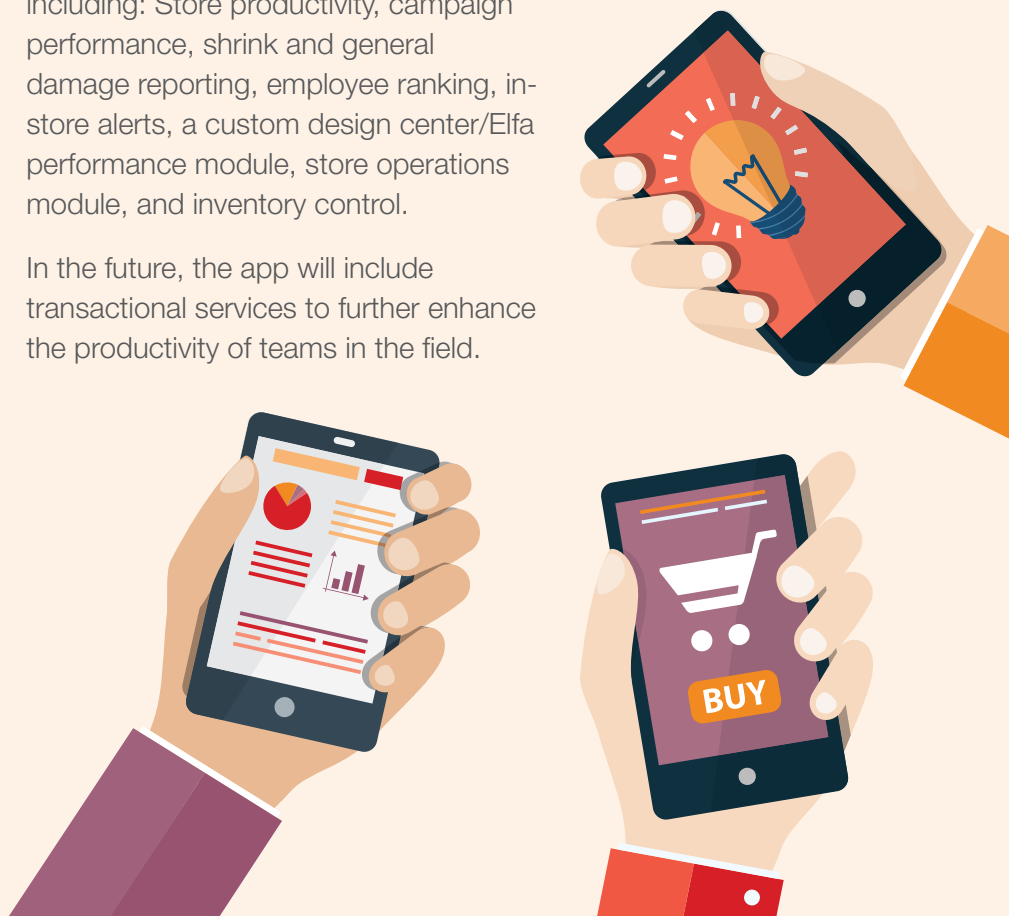 including: Store productivity, campaign
performance, shrink and general
damage reporting, employee ranking, in-
store alerts, a custom design center/Elfa
performance module, store operations
module, and inventory control.
In the future, the app will include
transactional services to further enhance
the productivity of teams in the field.
BUY